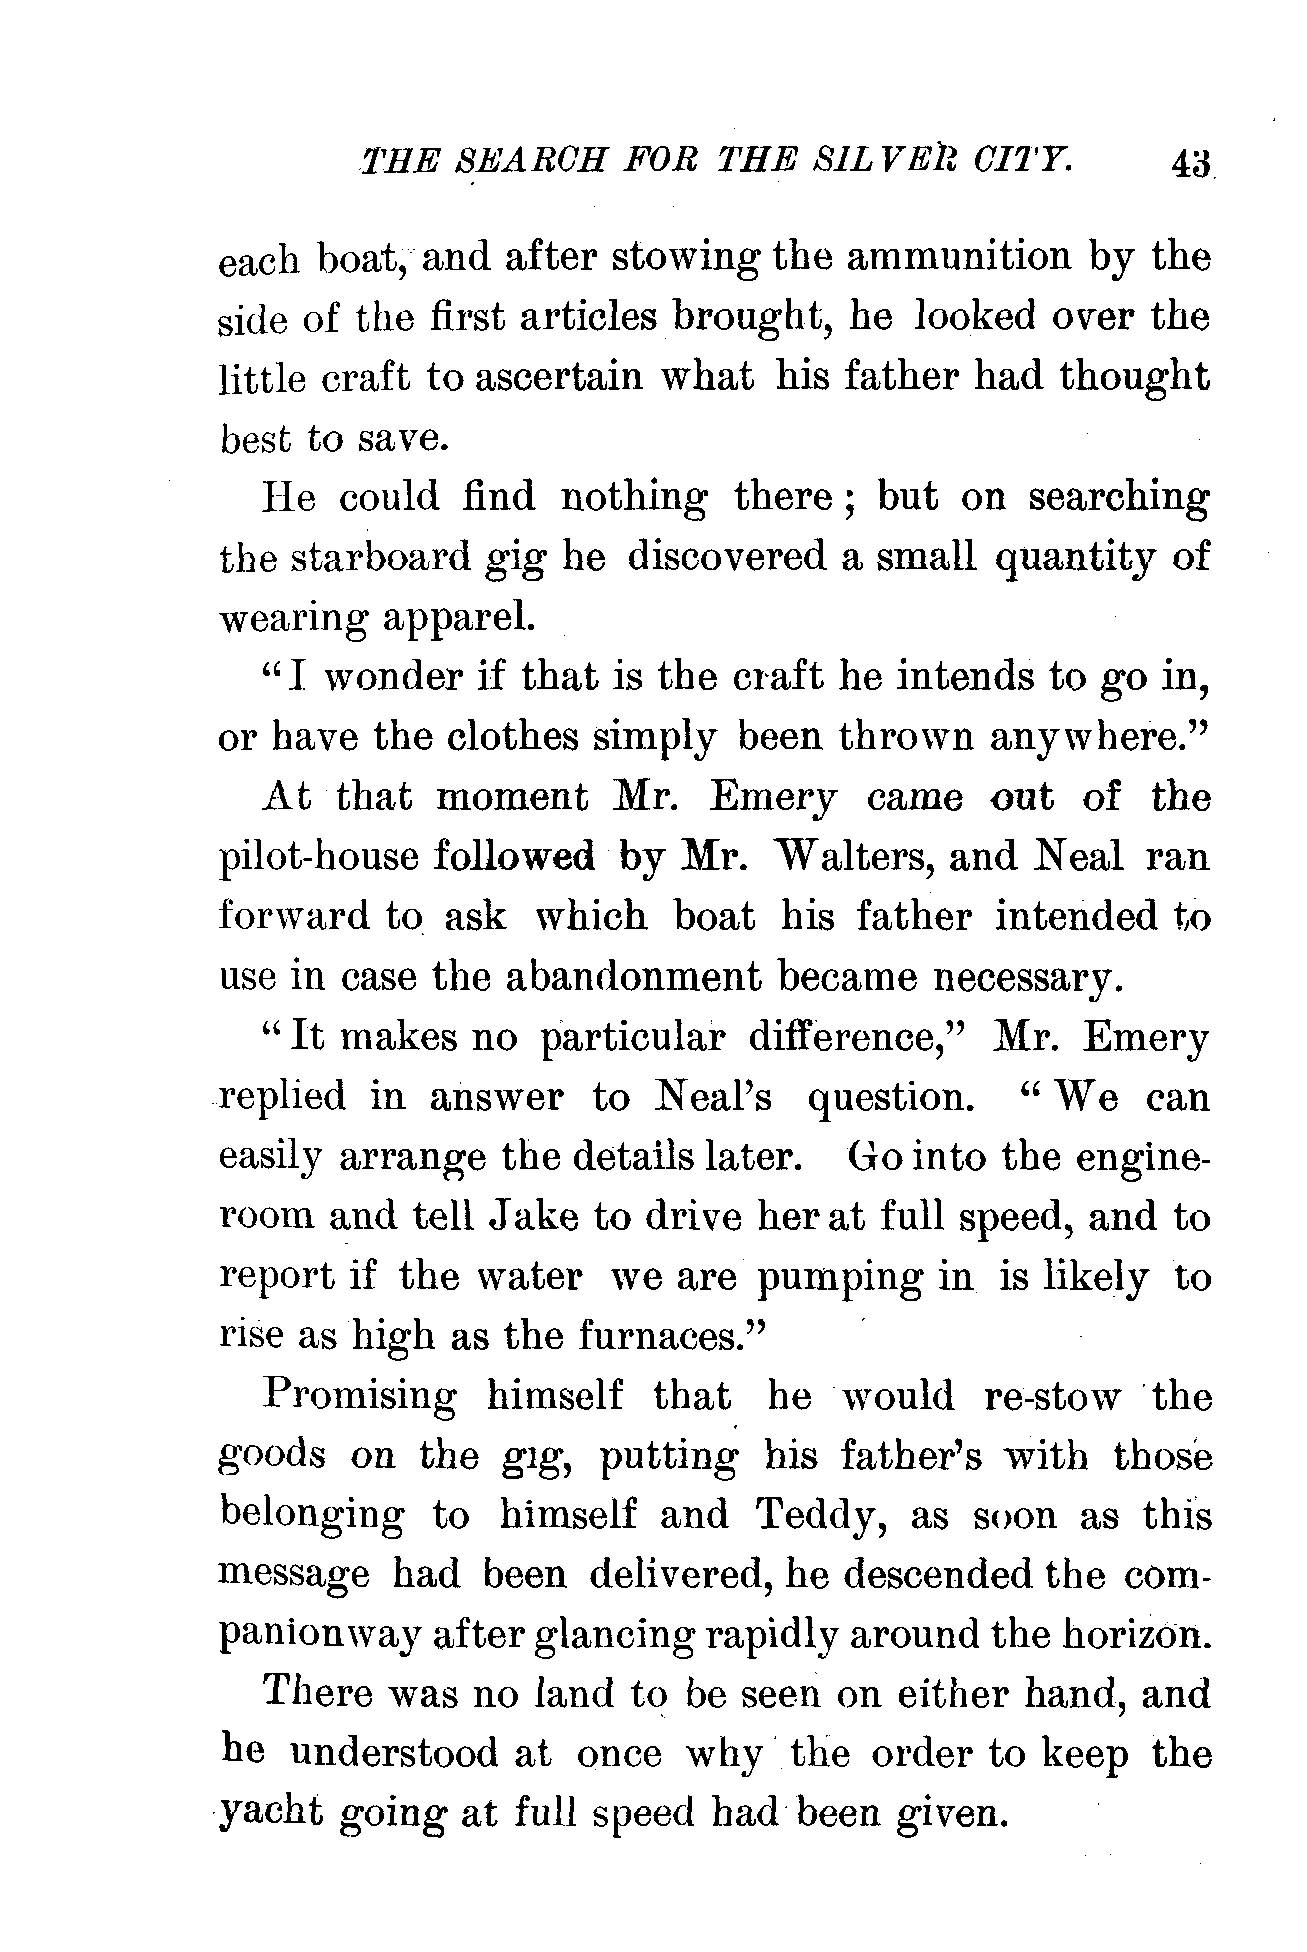 THE SEARCH FOR THE SILVER CITY. 43
each boat, and after stowing the ammunition by the
side of the first articles brought, he looked over the
little craft to ascertain what his father had thought
best to save.
He could find nothing there; but on searching
the starboard gig he discovered a small quantity of
wearing apparel.
“I wonder if that is the craft he intends to go in,
or have the clothes simply been thrown anywhere.”
At that moment Mr. Emery came out of the
pilot-house followed by Mr. Walters, and Neal ran
forward to ask which boat his father intended to
use in case the abandonment became necessary.
“It makes no particular difference,” Mr. Emery
replied in answer to Neal’s question. “We can
easily arrange the details later. Go into the engine-
room and tell Jake to drive her at full speed, and to
report if the water we are pumping in is likely to
rise as high as the furnaces.”
Promising himself that he would re-stow the
goods on the gig, putting his father’s with those
belonging to himself and Teddy, as soon as this
message had been delivered, he descended the com-
panionway after glancing rapidly around the horizon.
There was no land to be seen on either hand, and
he understood at once why the order to keep the
yacht going at full speed had been given.